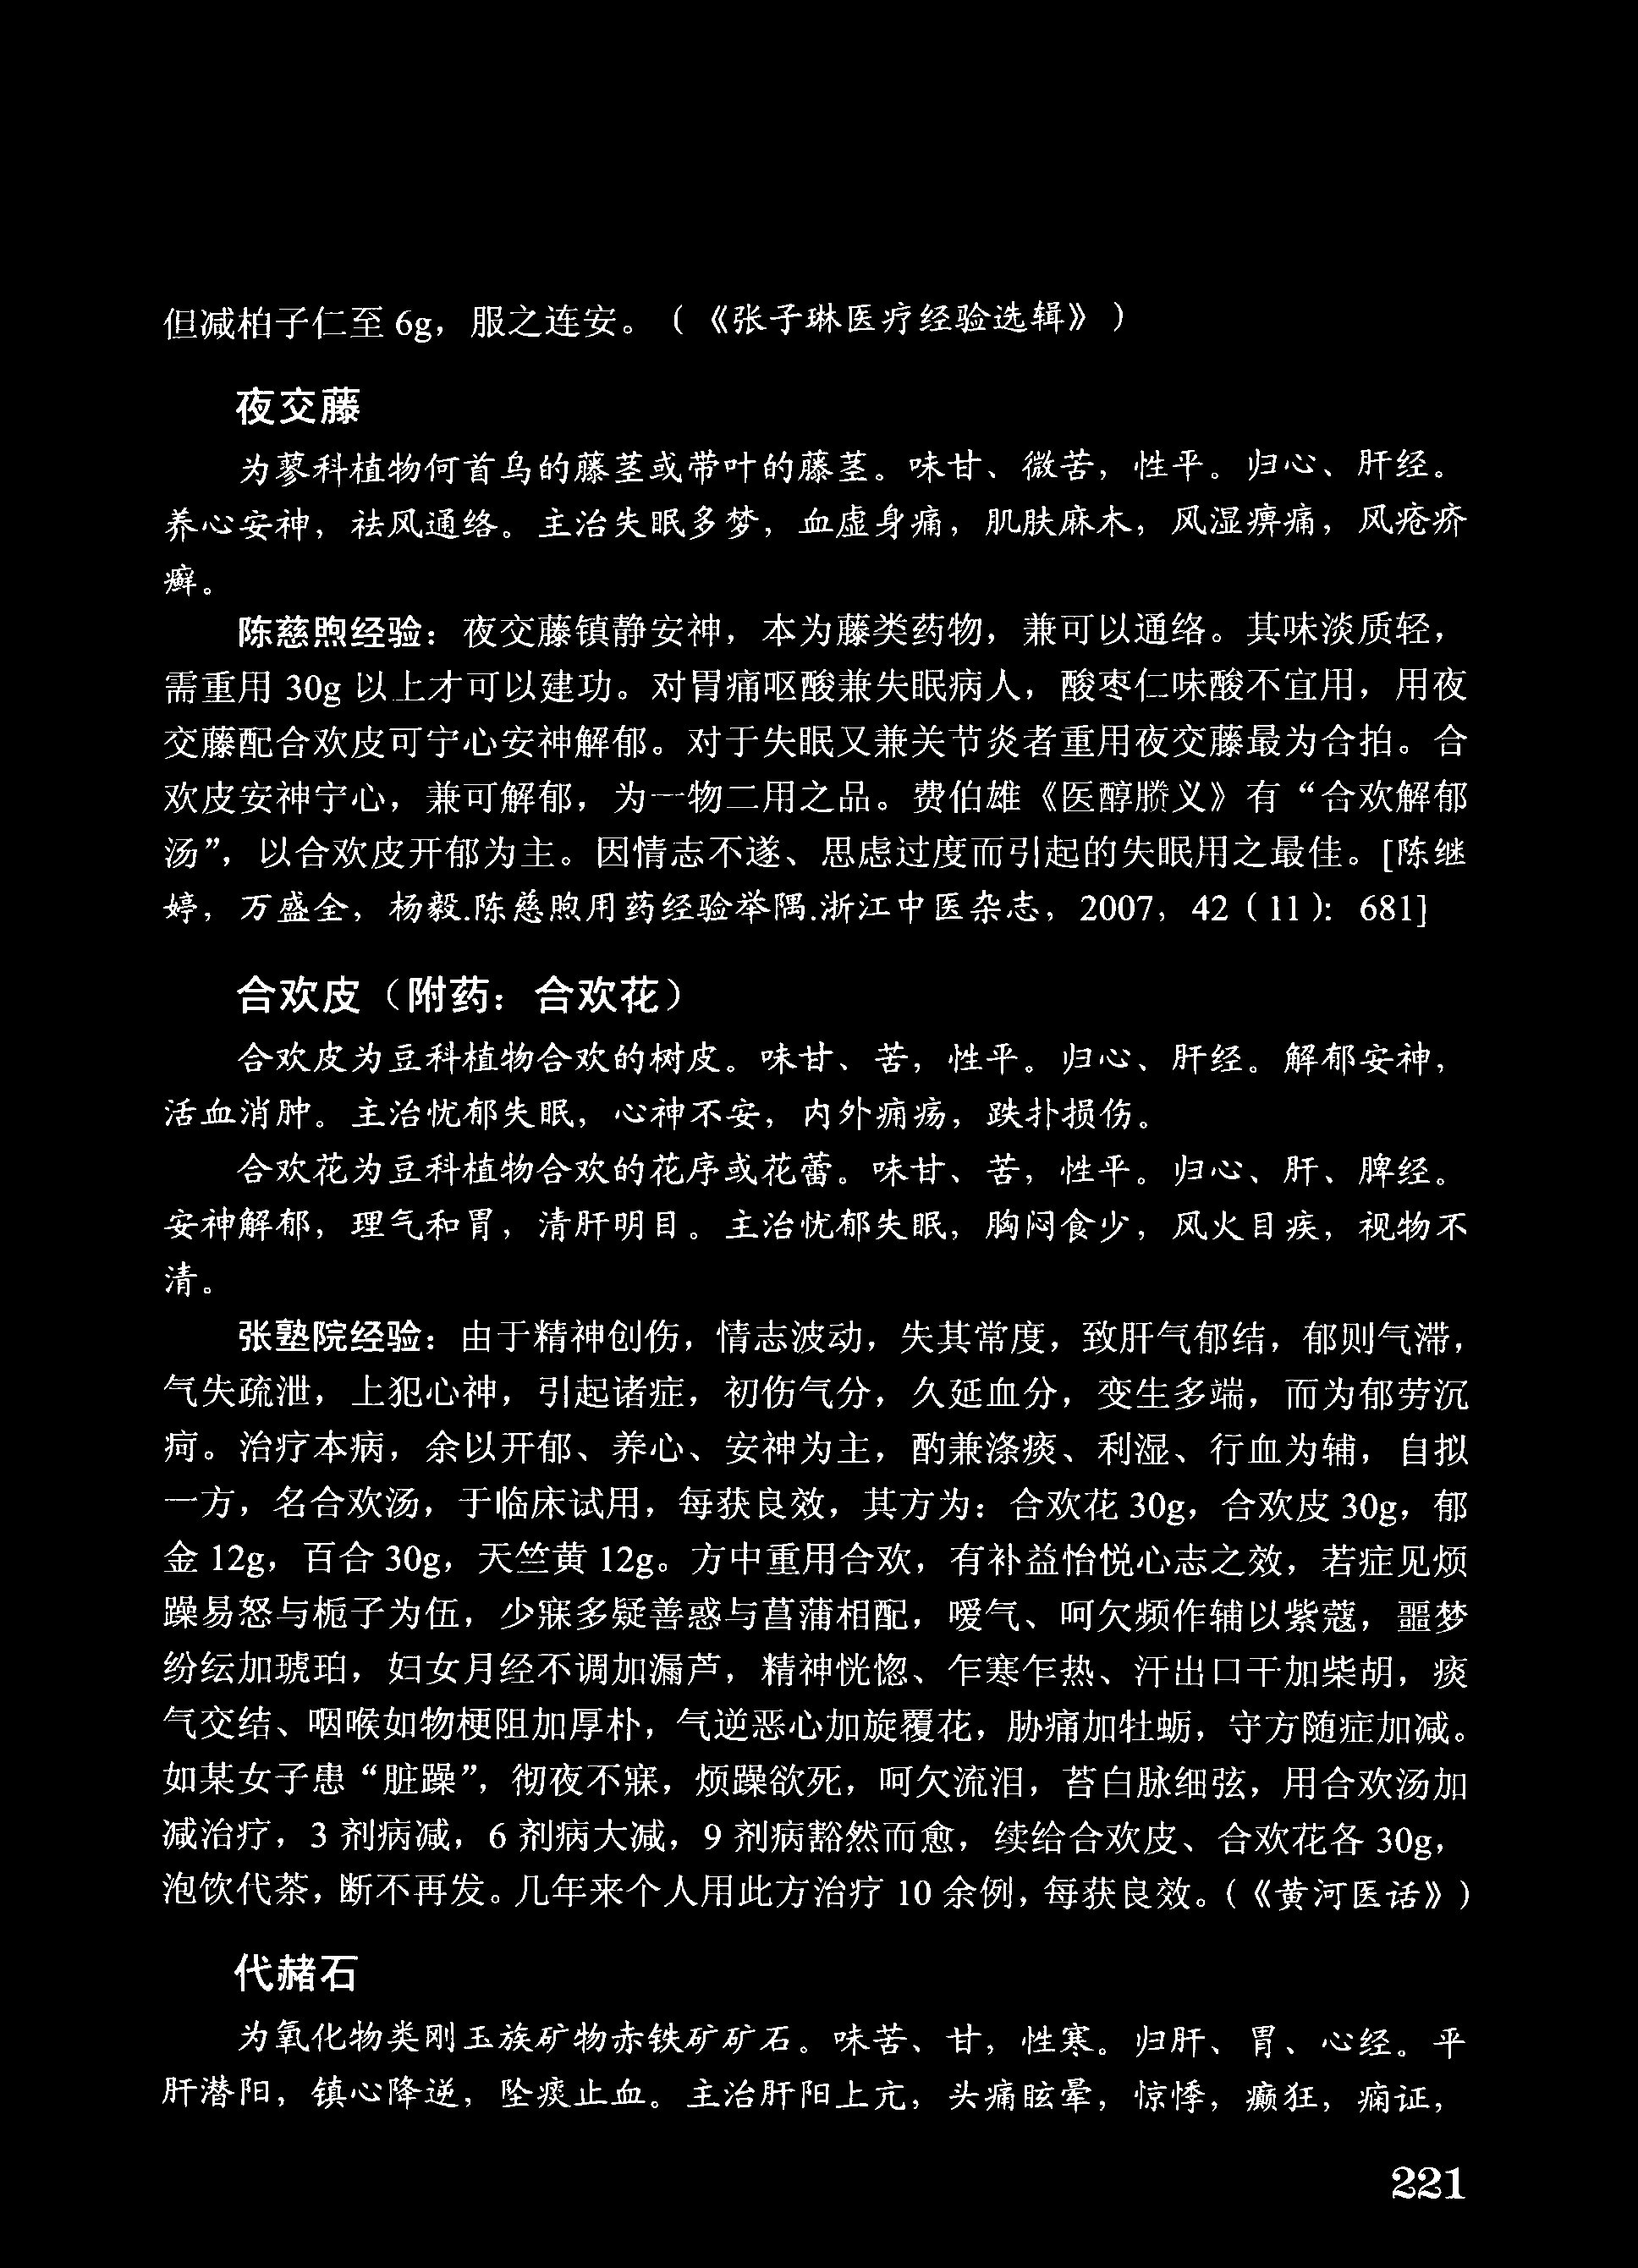 但减柏子仁至 6g，服之连安。（《张子琳医疗经验选辑》）
夜交藤
为蓼科植物何首乌的藤茎或带叶的藤茎。味甘、微苦，性平。归心、肝经。
养心安神，祛风通络。主治失眠多梦，血虚身痛，肌肤麻木，风湿痹痛，风疮疥
癣。
陈慈煦经验：夜交藤镇静安神，本为藤类药物，兼可以通络。其味淡质轻，
需重用 30g 以上才可以建功。对胃痛呕酸兼失眠病人，酸枣仁味酸不宜用，用夜
交藤配合欢皮可宁心安神解郁。对于失眠又兼关节炎者重用夜交藤最为合拍。合
欢皮安神宁心，兼可解郁，为一物二用之品。费伯雄《医醇賸义》有“合欢解郁
汤”，以合欢皮开郁为主。因情志不遂、思虑过度而引起的失眠用之最佳。[陈继
婷，万盛全，杨毅.陈慈煦用药经验举隅.浙江中医杂志，2007，42（11）：681]
合欢皮（附药：合欢花）
合欢皮为豆科植物合欢的树皮。味甘、苦，性平。归心、肝经。解郁安神，
活血消肿。主治忧郁失眠，心神不安，内外痈疡，跌扑损伤。
合欢花为豆科植物合欢的花序或花蕾。味甘、苦，性平。归心、肝、脾经。
安神解郁，理气和胃，清肝明目。主治忧郁失眠，胸闷食少，风火目疾，视物不
清。
张塾院经验：由于精神创伤，情志波动，失其常度，致肝气郁结，郁则气滞，
气失疏泄，上犯心神，引起诸症，初伤气分，久延血分，变生多端，而为郁劳沉
疴。治疗本病，余以开郁、养心、安神为主，酌兼涤痰、利湿、行血为辅，自拟
一方，名合欢汤，于临床试用，每获良效，其方为：合欢花 30g，合欢皮 30g，郁
金 12g，百合 30g，天竺黄 12g。方中重用合欢，有补益怡悦心志之效，若症见烦
躁易怒与栀子为伍，少寐多疑善惑与菖蒲相配，嗳气、呵欠频作辅以紫蔻，噩梦
纷纭加琥珀，妇女月经不调加漏芦，精神恍惚、乍寒乍热、汗出口干加柴胡，痰
气交结、咽喉如物梗阻加厚朴，气逆恶心加旋覆花，胁痛加牡蛎，守方随症加减。
如某女子患“脏躁”，彻夜不寐，烦躁欲死，呵欠流泪，苔白脉细弦，用合欢汤加
减治疗，3 剂病减，6 剂病大减，9 剂病豁然而愈，续给合欢皮、合欢花各 30g，
泡饮代茶，断不再发。几年来个人用此方治疗 10 余例，每获良效。（《黄河医话》）
代赭石
为氧化物类刚玉族矿物赤铁矿矿石。味苦、甘，性寒。归肝、胃、心经。平
肝潜阳，镇心降逆，坠痰止血。主治肝阳上亢，头痛眩晕，惊悸，癫狂，痫证，
221